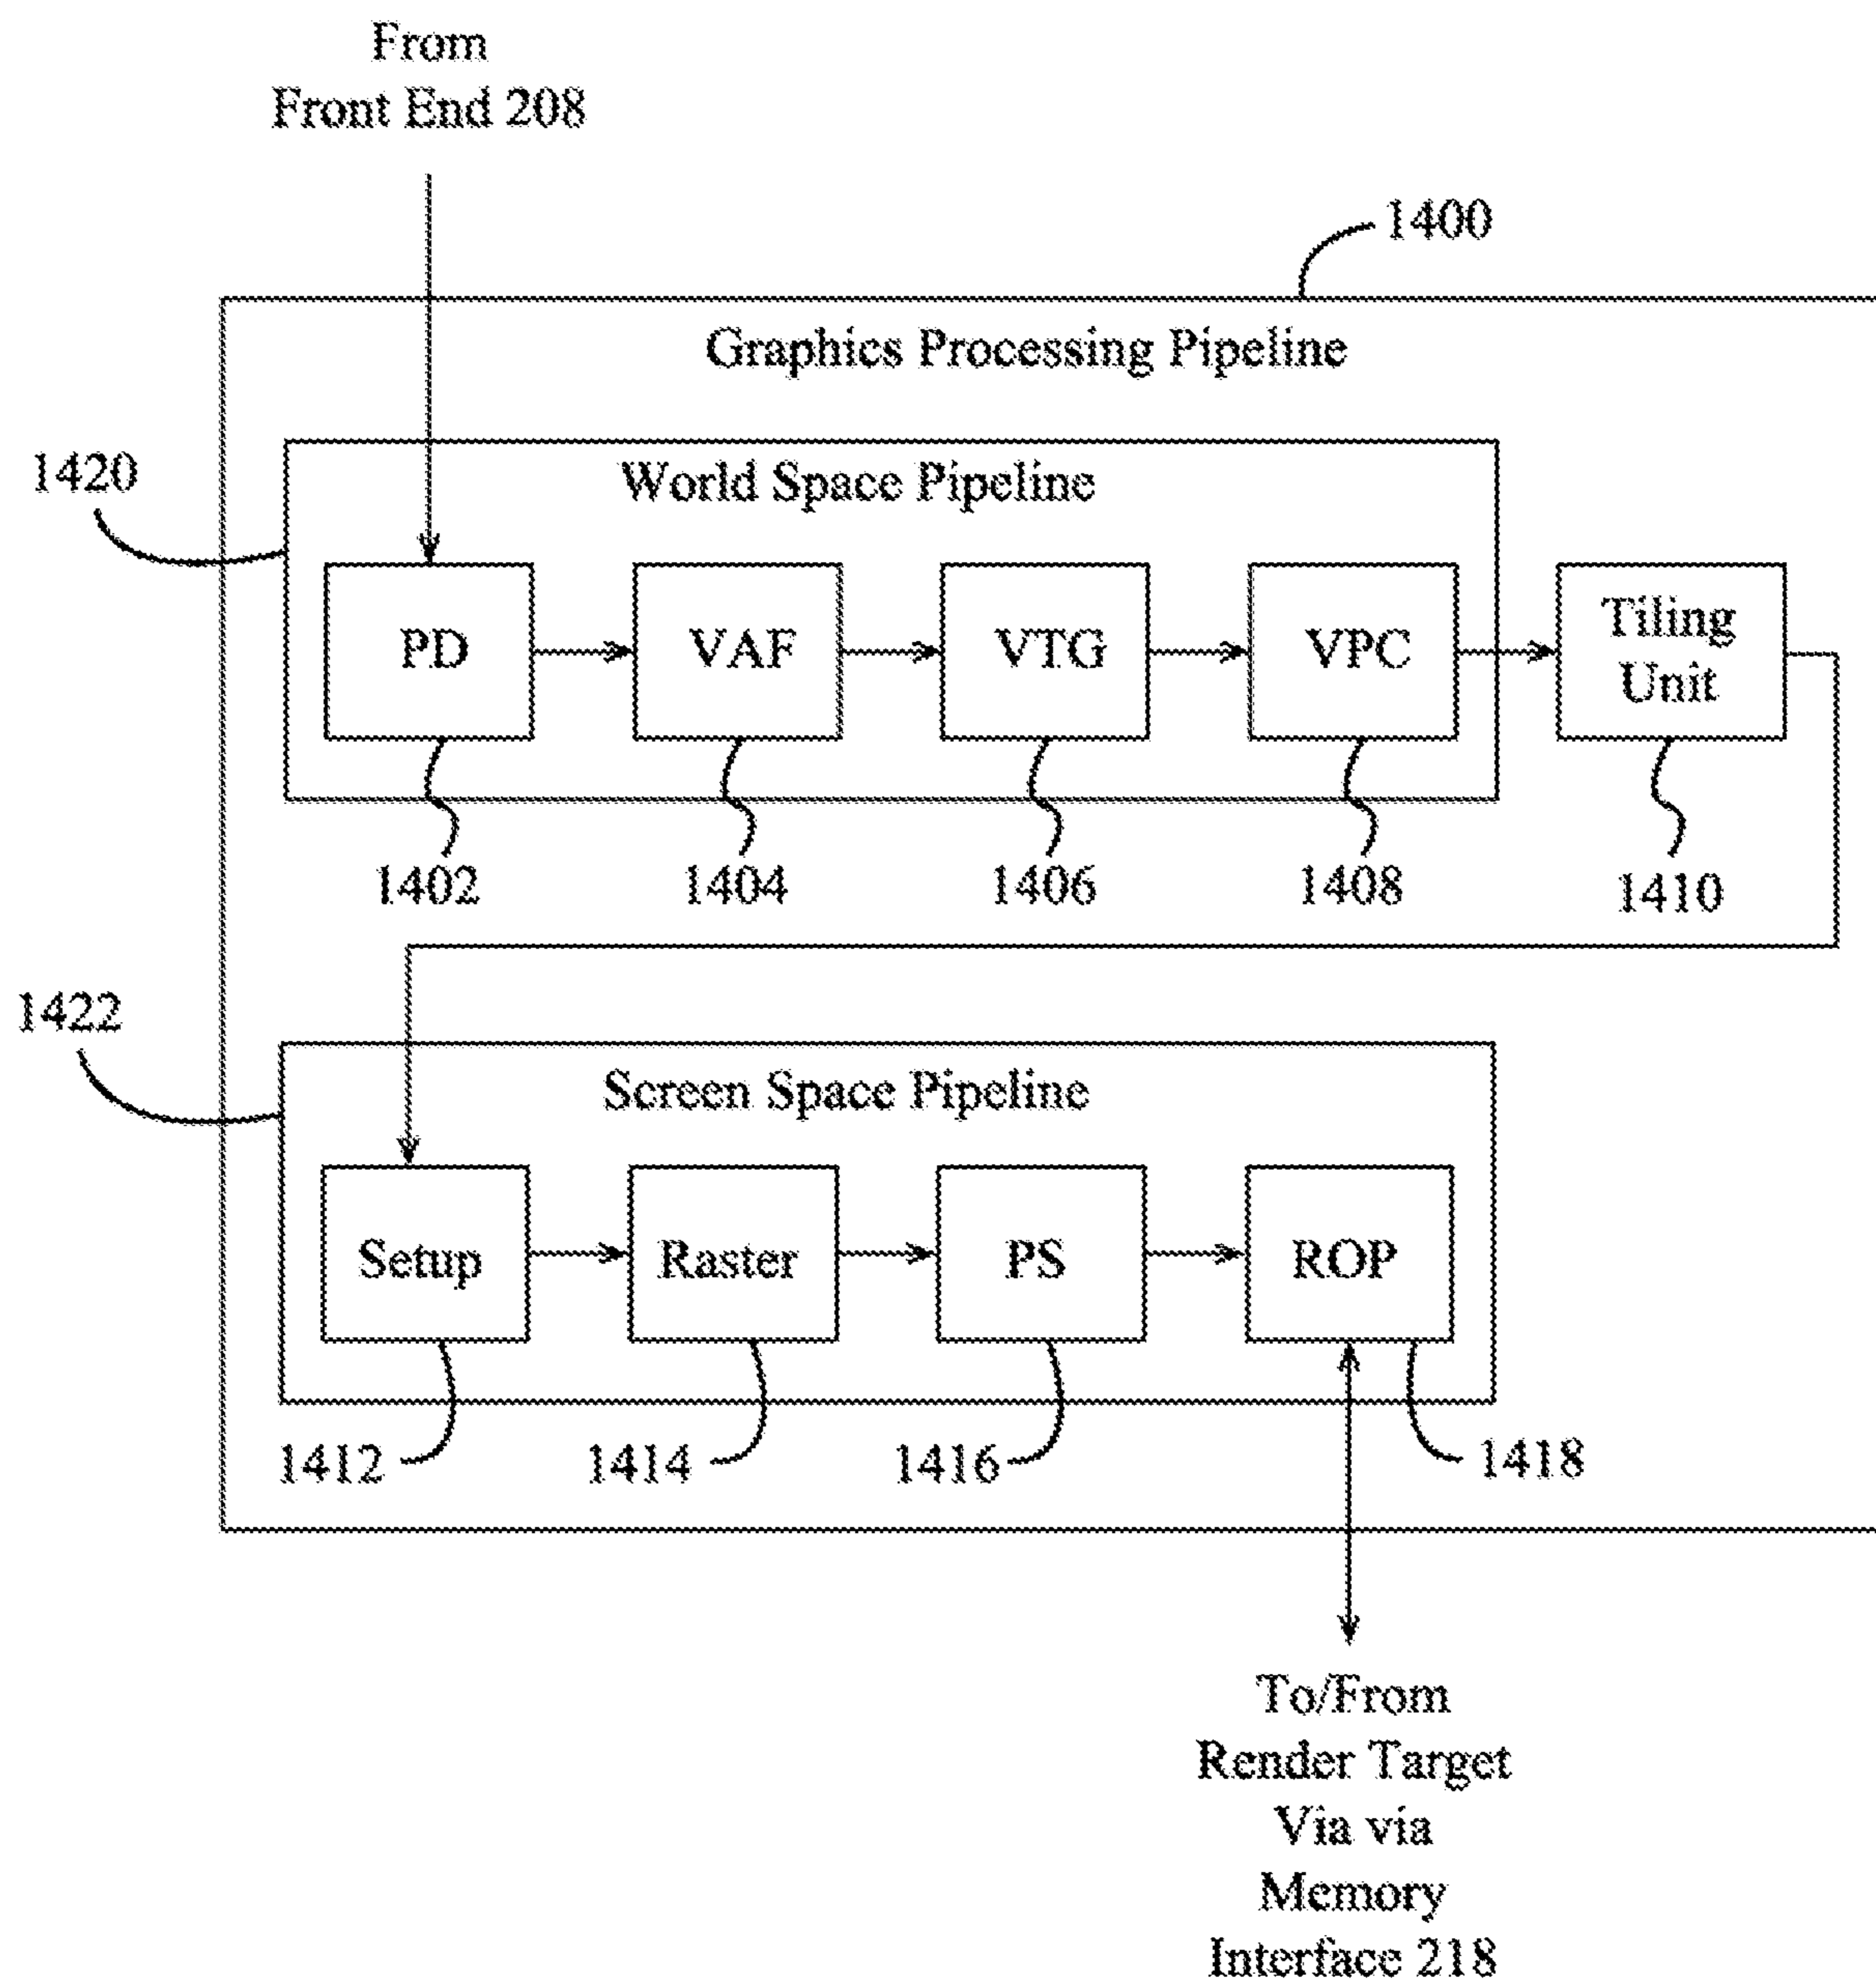 From
Front End 208
1400
Graphics Processing Pipeline
1420
World Space Pipeline
PD
VAF
VTG
VPC
Tiling
Unit
1402
1404
1406
1408
1410
1422
Screen Space Pipeline
Setup
Raster
PS
ROP
1412
1414
1416
1418
To/From
Render Target
Via via
Memory
Interface 218